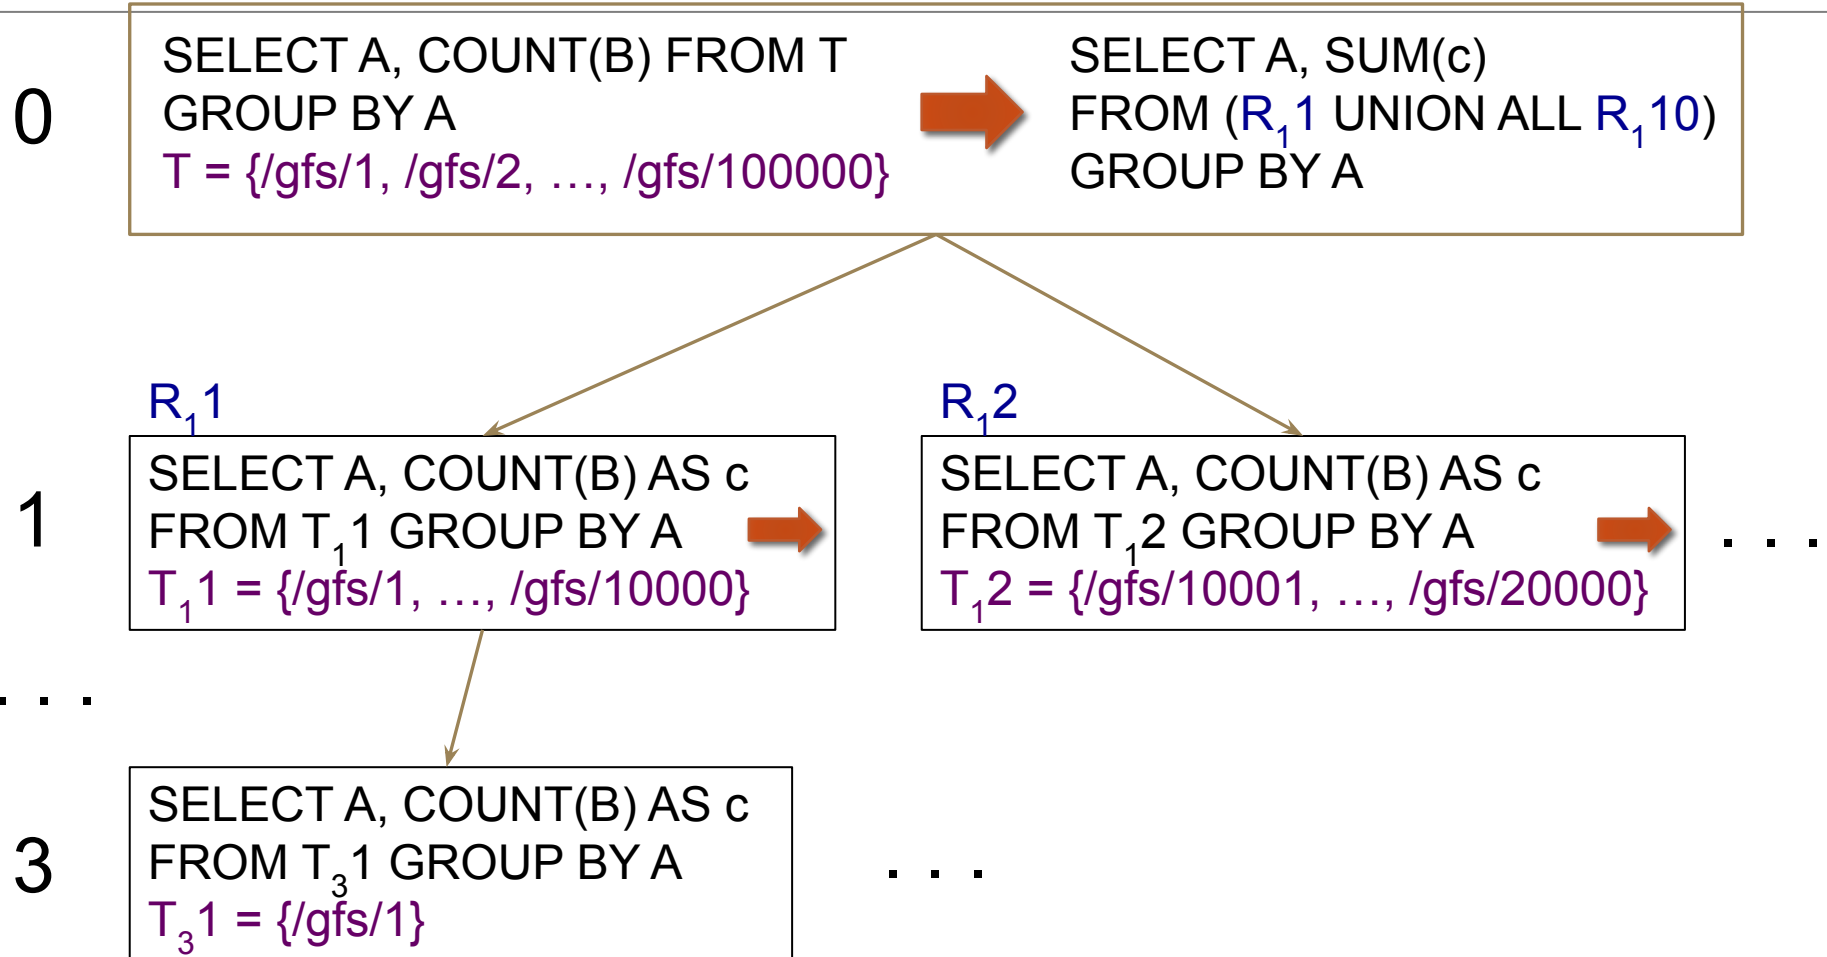 0
SELECT A, COUNT(B) FROM T
GROUP BY A
T = {/gfs/1, /gfs/2, …, /gfs/100000}
SELECT A, SUM(c)
FROM (R₁1 UNION ALL R₁10)
GROUP BY A
R₁1
R₁2
1
SELECT A, COUNT(B) AS c
FROM T₁1 GROUP BY A
T₁1 = {/gfs/1, …, /gfs/10000}
SELECT A, COUNT(B) AS c
FROM T₁2 GROUP BY A
T₁2 = {/gfs/10001, …, /gfs/20000}
. . .
. . .
3
SELECT A, COUNT(B) AS c
FROM T₃1 GROUP BY A
T₃1 = {/gfs/1}
. . .